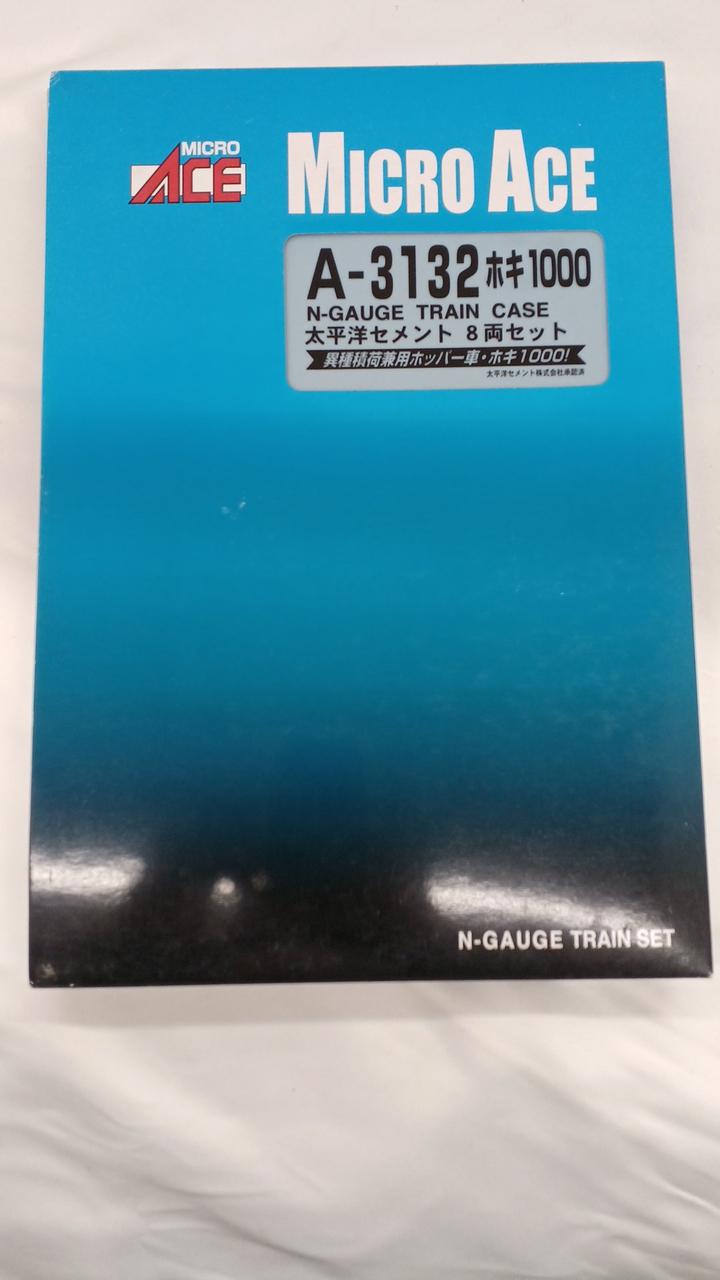 MICRO
ACE
MICRO ACE
A-3132 ホキ1000
N-GAUGE TRAIN CASE
太平洋セメント 8両セット
異種積荷兼用ホッパー車・ホキ1000!
太平洋セメント株式会社承認済
N-GAUGE TRAIN SET